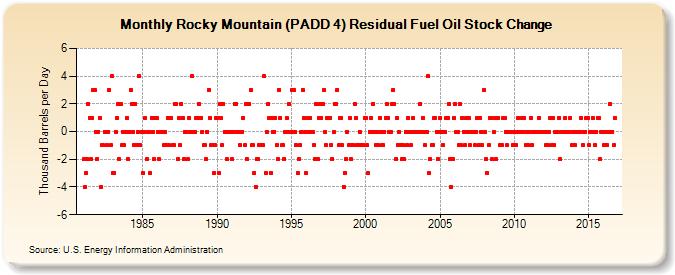 Monthly Rocky Mountain (PADD 4) Residual Fuel Oil Stock Change
Thousand Barrels per Day
6
4
2
0
-2
-4
-6
1985 1990 1995 2000 2005 2010 2015
Source: U.S. Energy Information Administration